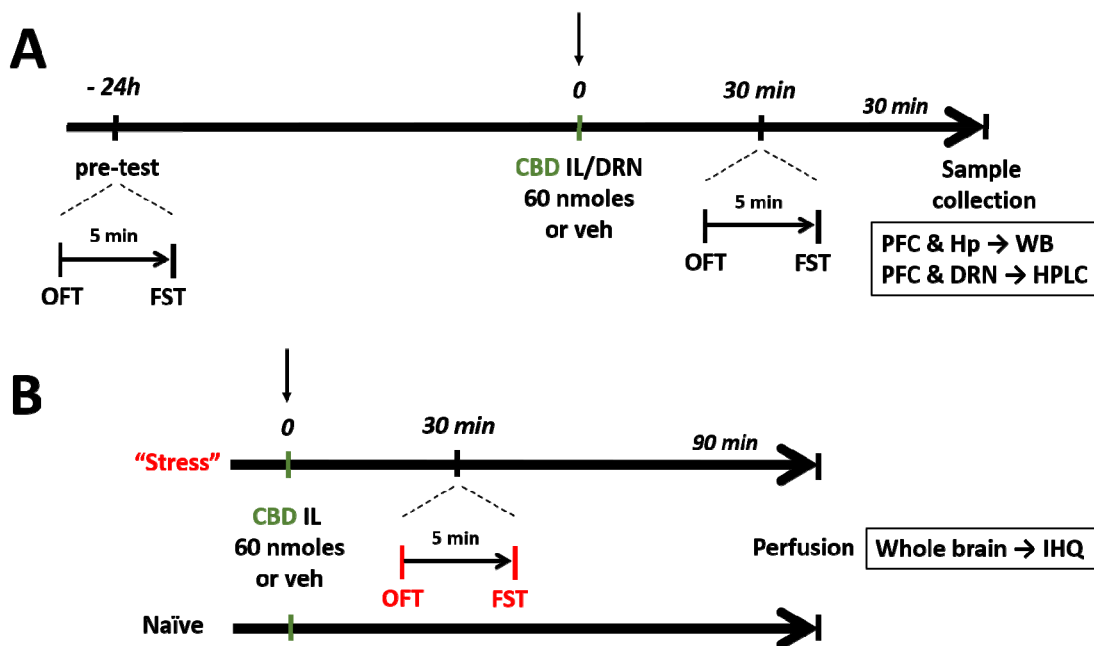 A
- 24h
0
30 min
30 min
pre-test
5 min
OFT
FST
CBD IL/DRN
60 nmoles
or veh
5 min
OFT
FST
Sample
collection
PFC & Hp → WB
PFC & DRN → HPLC
B
0
30 min
90 min
“Stress”
CBD IL
60 nmoles
or veh
5 min
OFT
FST
Perfusion
Whole brain → IHQ
Naïve